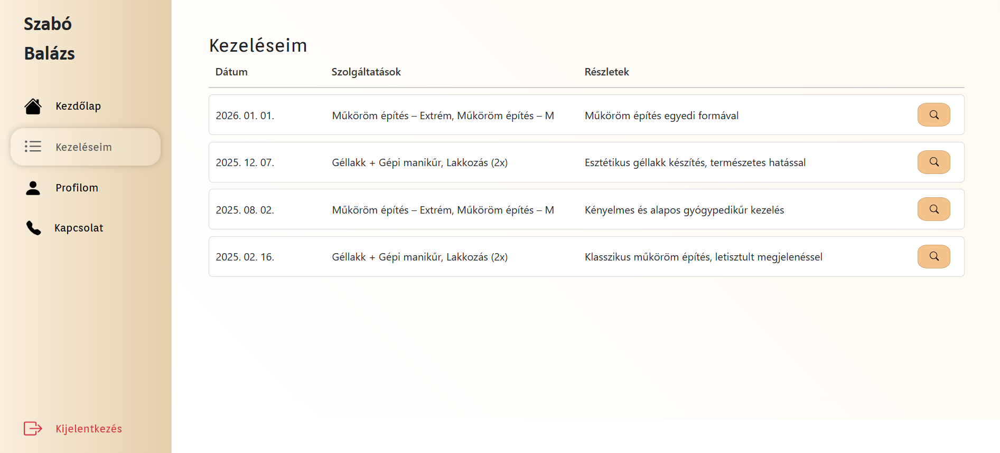 Szabó
Balázs
Kezdőlap
Kezeléseim
Profilom
Kapcsolat
Kijelentkezés
Kezeléseim
Dátum Szolgáltatások Részletek
2026. 01. 01. Műköröm építés – Extrém, Műköröm építés – M Műköröm építés egyedi formával
2025. 12. 07. Géllakk + Gépi manikűr, Lakkozás (2x) Esztétikus géllakk készítés, természetes hatással
2025. 08. 02. Műköröm építés – Extrém, Műköröm építés – M Kényelmes és alapos gyógypedikűr kezelés
2025. 02. 16. Géllakk + Gépi manikűr, Lakkozás (2x) Klasszikus műköröm építés, letisztult megjelenéssel